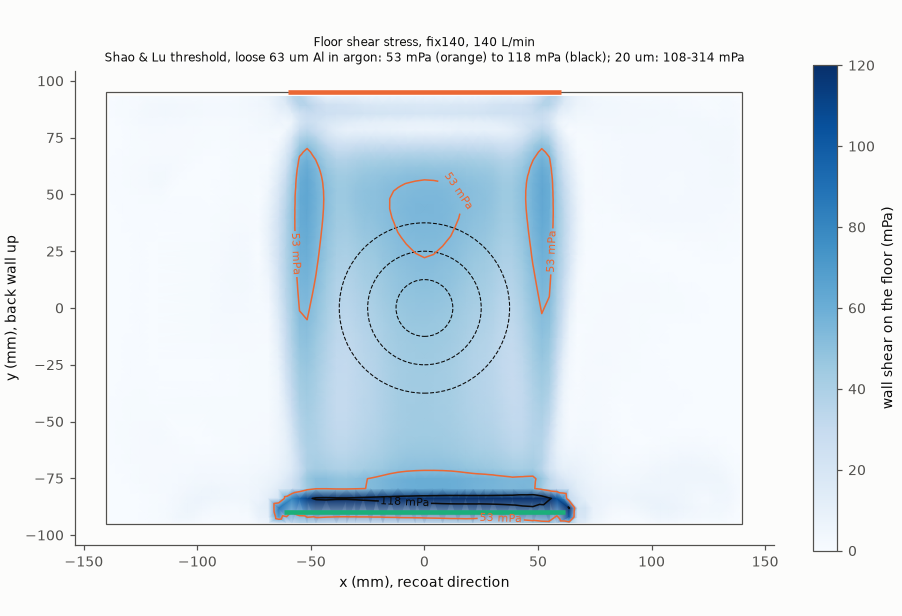 Floor shear stress, fix140, 140 L/min
Shao & Lu threshold, loose 63 um Al in argon: 53 mPa (orange) to 118 mPa (black); 20 um: 108-314 mPa
y (mm), back wall up
100
75
50
25
0
−25
−50
−75
−100
53 mPa
53 mPa
53 mPa
118 mPa
53 mPa
−150
−100
−50
0
50
100
150
x (mm), recoat direction
120
100
80
60
40
20
0
wall shear on the floor (mPa)